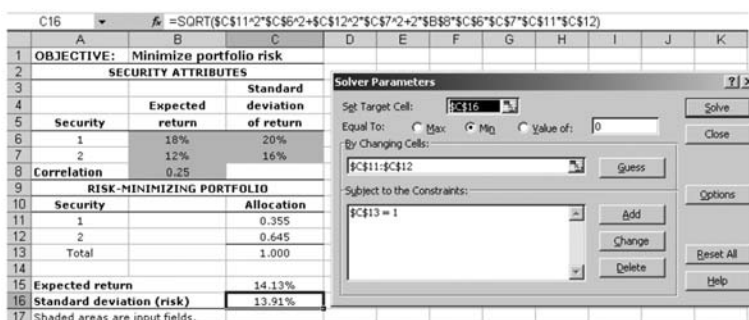 C16 fx =SQRT($C$11^2*$C$6^2+$C$12^2*$C$7^2+2*$B$8*$C$6*$C$7*$C$11*$C$12)
A B C D E F G H I J K
1 OBJECTIVE: Minimize portfolio risk
2 SECURITY ATTRIBUTES
3 Standard
4 Expected deviation
5 Security return of return
6 1 18% 20%
7 2 12% 16%
8 Correlation 0.25
9 RISK-MINIMIZING PORTFOLIO
10 Security Allocation
11 1 0.355
12 2 0.645
13 Total 1.000
14
15 Expected return 14.13%
16 Standard deviation (risk) 13.91%
17 Shaded areas are input fields.
Solver Parameters ?
Set Target Cell: $C$16 Solve
Equal To: Max Min Value of: 0 Close
By Changing Cells:
$C$11:$C$12 Guess
Subject to the Constraints: Options
$C$13 = 1 Add
Change
Delete Reset All
Help